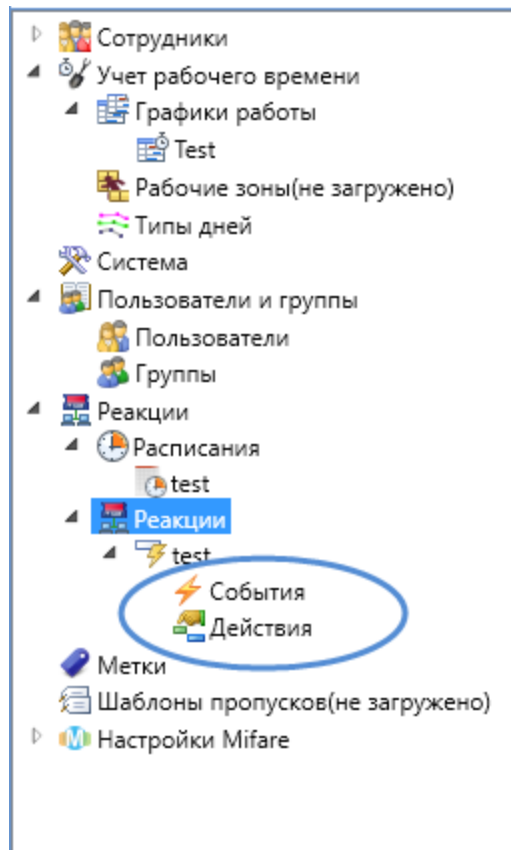 Сотрудники
Учет рабочего времени
Графики работы
Test
Рабочие зоны(не загружено)
Типы дней
Система
Пользователи и группы
Пользователи
Группы
Реакции
Расписания
test
Реакции
test
События
Действия
Метки
Шаблоны пропусков(не загружено)
Настройки Mifare